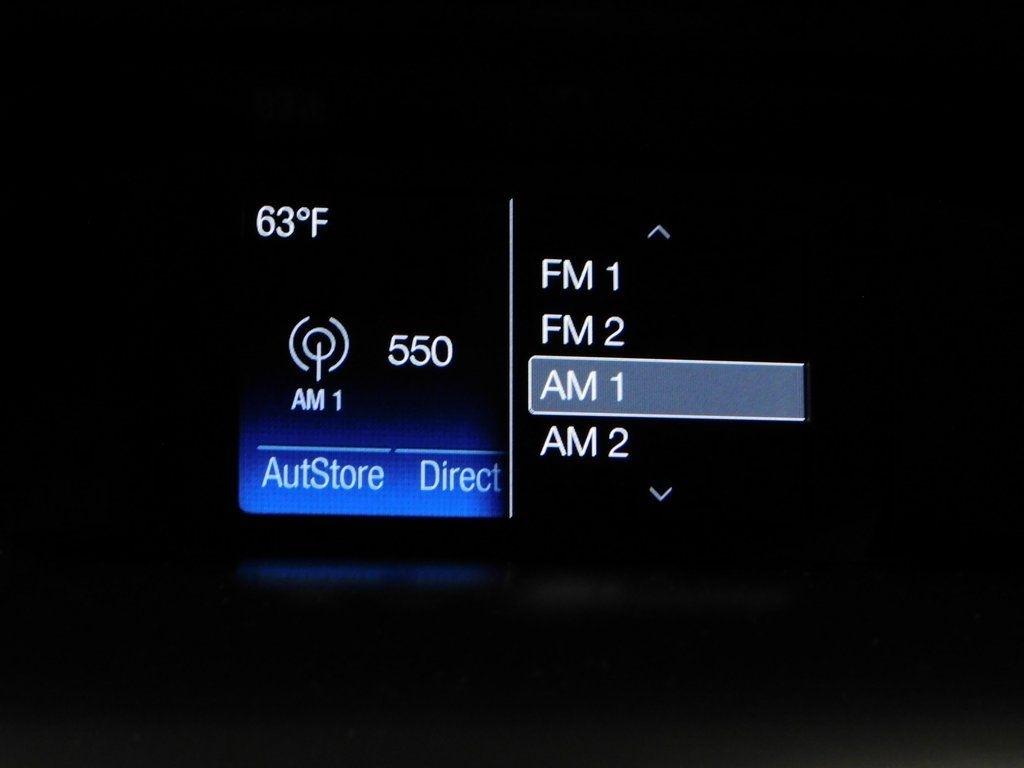 63°F
550
AM 1
AutStore Direct
FM 1
FM 2
AM 1
AM 2